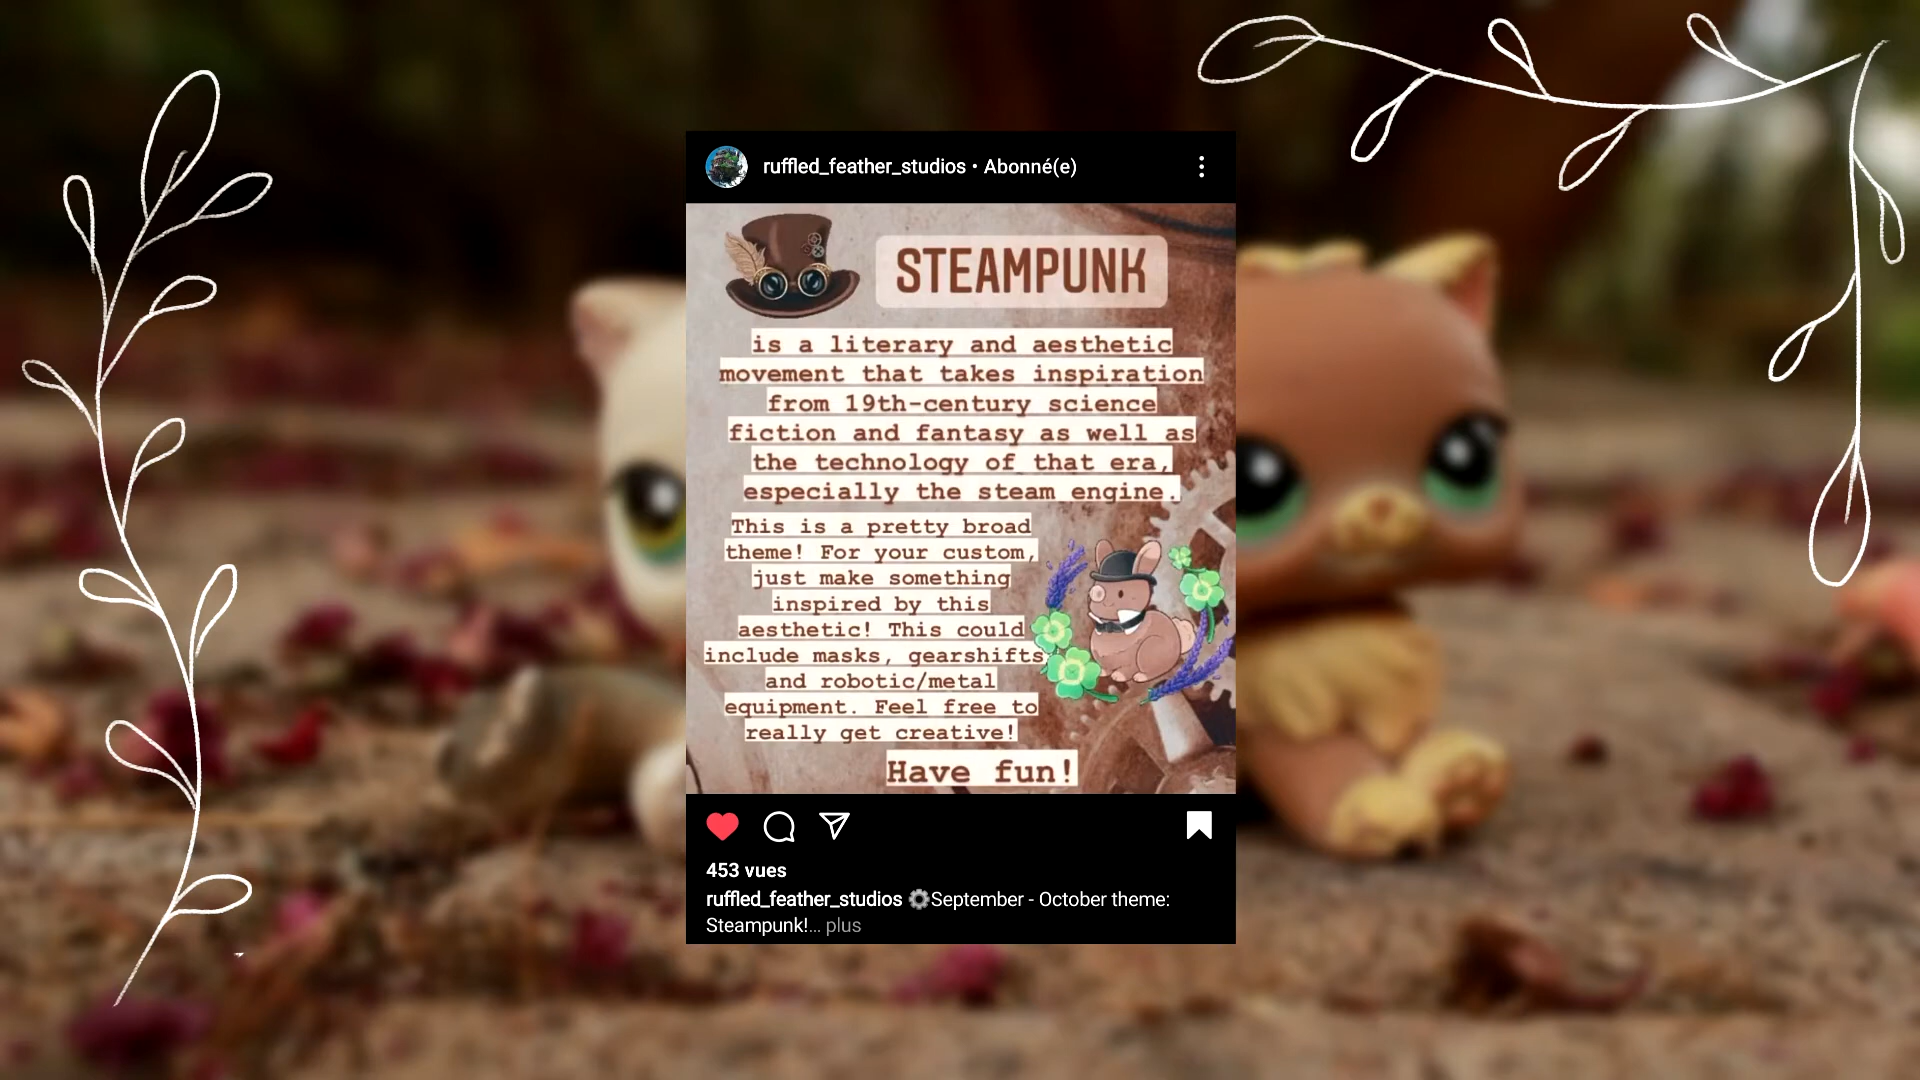 ruffled_feather_studios • Abonné(e)
STEAMPUNK
is a literary and aesthetic
movement that takes inspiration
from 19th-century science
fiction and fantasy as well as
the technology of that era,
especially the steam engine.
This is a pretty broad
theme! For your custom,
just make something
inspired by this
aesthetic! This could
include masks, gearshifts
and robotic/metal
equipment. Feel free to
really get creative!
Have fun!
453 vues
ruffled_feather_studios ⚙️September - October theme:
Steampunk!... plus